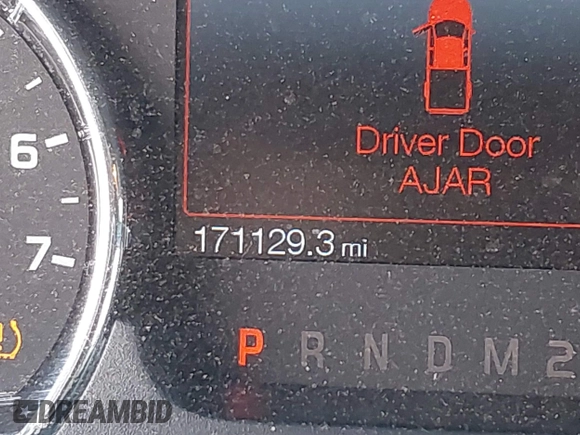 6
7
Driver Door
AJAR
171129.3 mi
P R N D M 2
DREAMBID